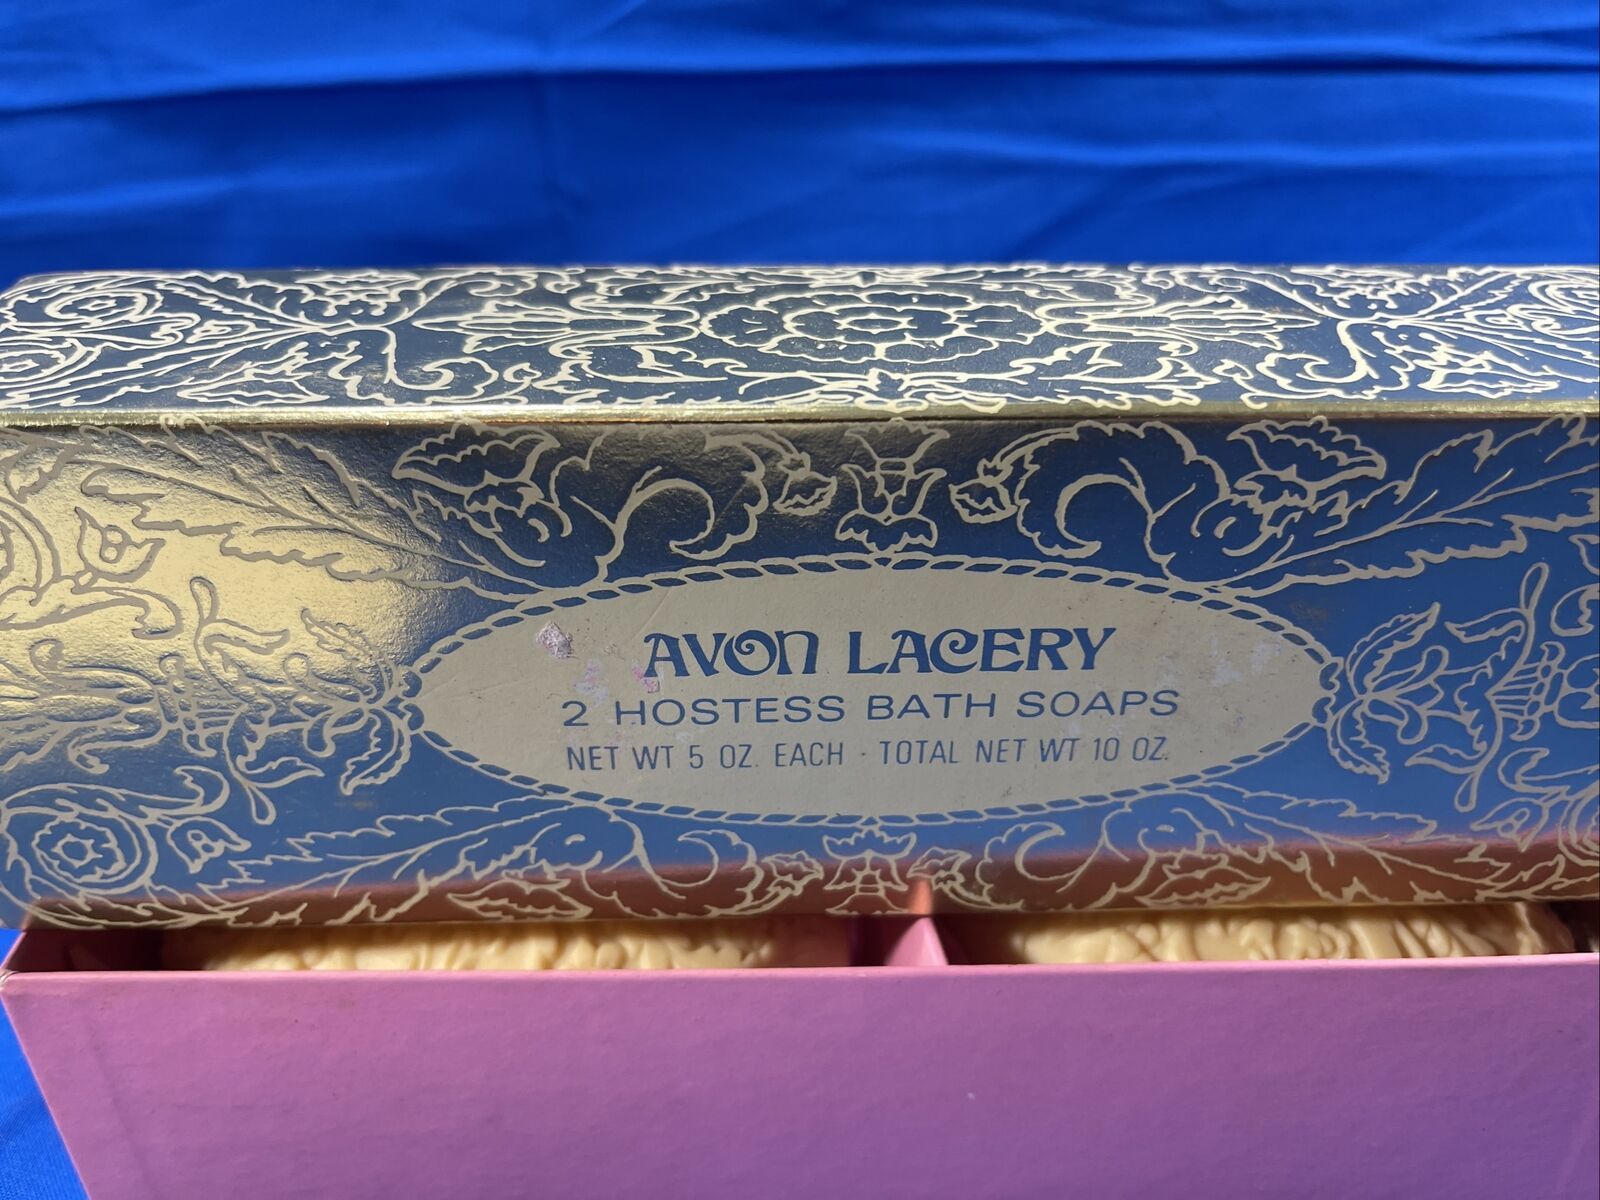 AVON LACERY
2 HOSTESS BATH SOAPS
NET WT 5 OZ. EACH · TOTAL NET WT 10 OZ.